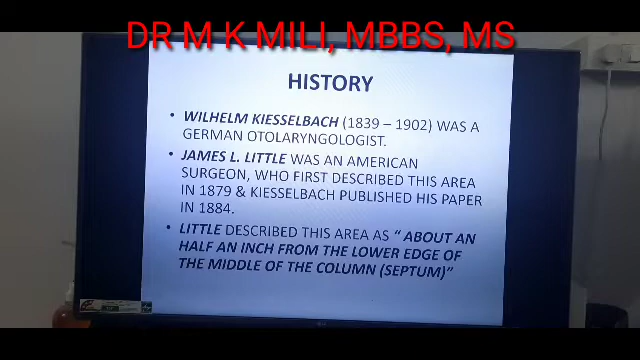 DR M K MILI, MBBS, MS
HISTORY
• WILHELM KIESSELBACH (1839 – 1902) WAS A
GERMAN OTOLARYNGOLOGIST.
• JAMES L. LITTLE WAS AN AMERICAN
SURGEON, WHO FIRST DESCRIBED THIS AREA
IN 1879 & KIESSELBACH PUBLISHED HIS PAPER
IN 1884.
• LITTLE DESCRIBED THIS AREA AS “ ABOUT AN
HALF AN INCH FROM THE LOWER EDGE OF
THE MIDDLE OF THE COLUMN (SEPTUM)”